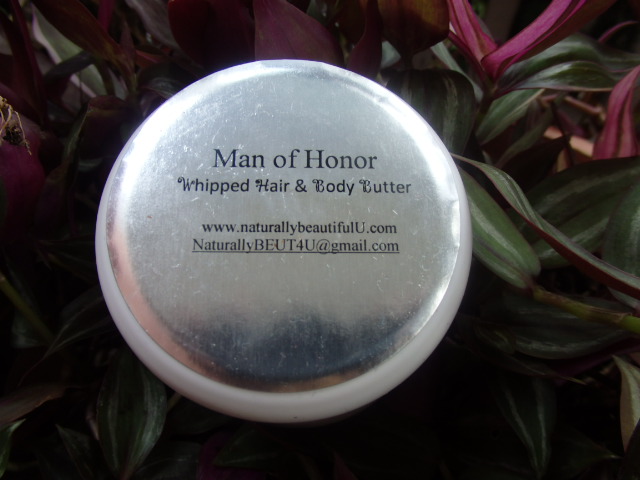 Man of Honor
Whipped Hair & Body Butter
www.naturallybeautifulU.com
NaturallyBEUT4U@gmail.com